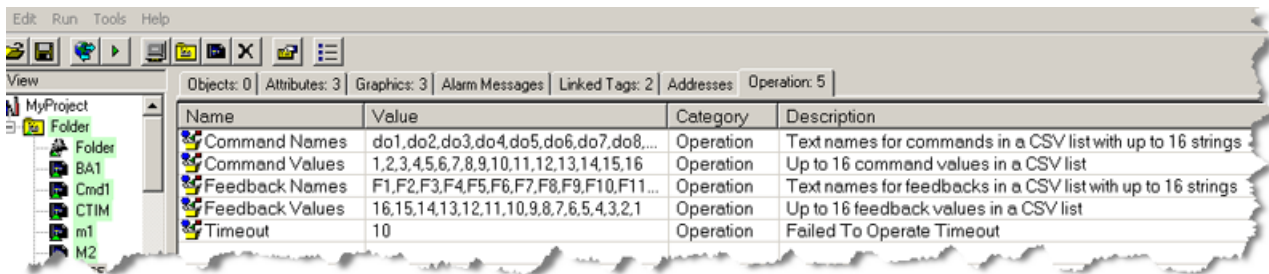 Edit Run Tools Help
View
Objects: 0 Attributes: 3 Graphics: 3 Alarm Messages Linked Tags: 2 Addresses Operation: 5
MyProject
Folder
Folder
BA1
Cmd1
CTIM
m1
M2
Name Value Category Description
Command Names do1,do2,do3,do4,do5,do6,do7,do8,... Operation Text names for commands in a CSV list with up to 16 strings
Command Values 1,2,3,4,5,6,7,8,9,10,11,12,13,14,15,16 Operation Up to 16 command values in a CSV list
Feedback Names F1,F2,F3,F4,F5,F6,F7,F8,F9,F10,F11... Operation Text names for feedbacks in a CSV list with up to 16 strings
Feedback Values 16,15,14,13,12,11,10,9,8,7,6,5,4,3,2,1 Operation Up to 16 feedback values in a CSV list
Timeout 10 Operation Failed To Operate Timeout